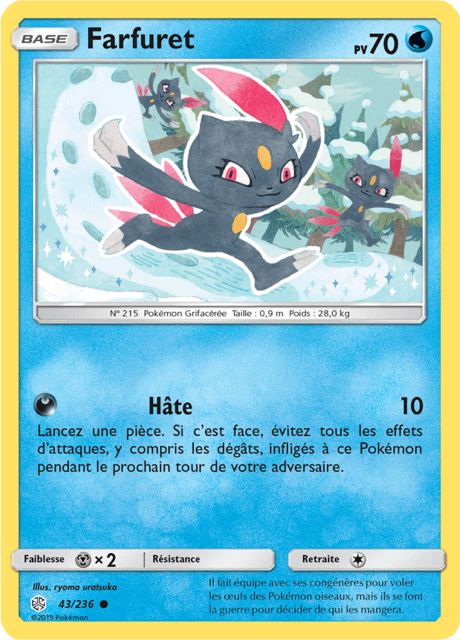 BASE Farfuret PV70
N° 215 Pokémon Grifacérée Taille : 0,9 m Poids : 28,0 kg
Hâte 10
Lancez une pièce. Si c'est face, évitez tous les effets
d'attaques, y compris les dégâts, infligés à ce Pokémon
pendant le prochain tour de votre adversaire.
Faiblesse ×2 Résistance Retraite
Illus. ryoma uratsuka
43/236
©2019 Pokémon
Il fait équipe avec ses congénères pour voler
les œufs des Pokémon oiseaux, mais ils se font
la guerre pour décider de qui les mangera.